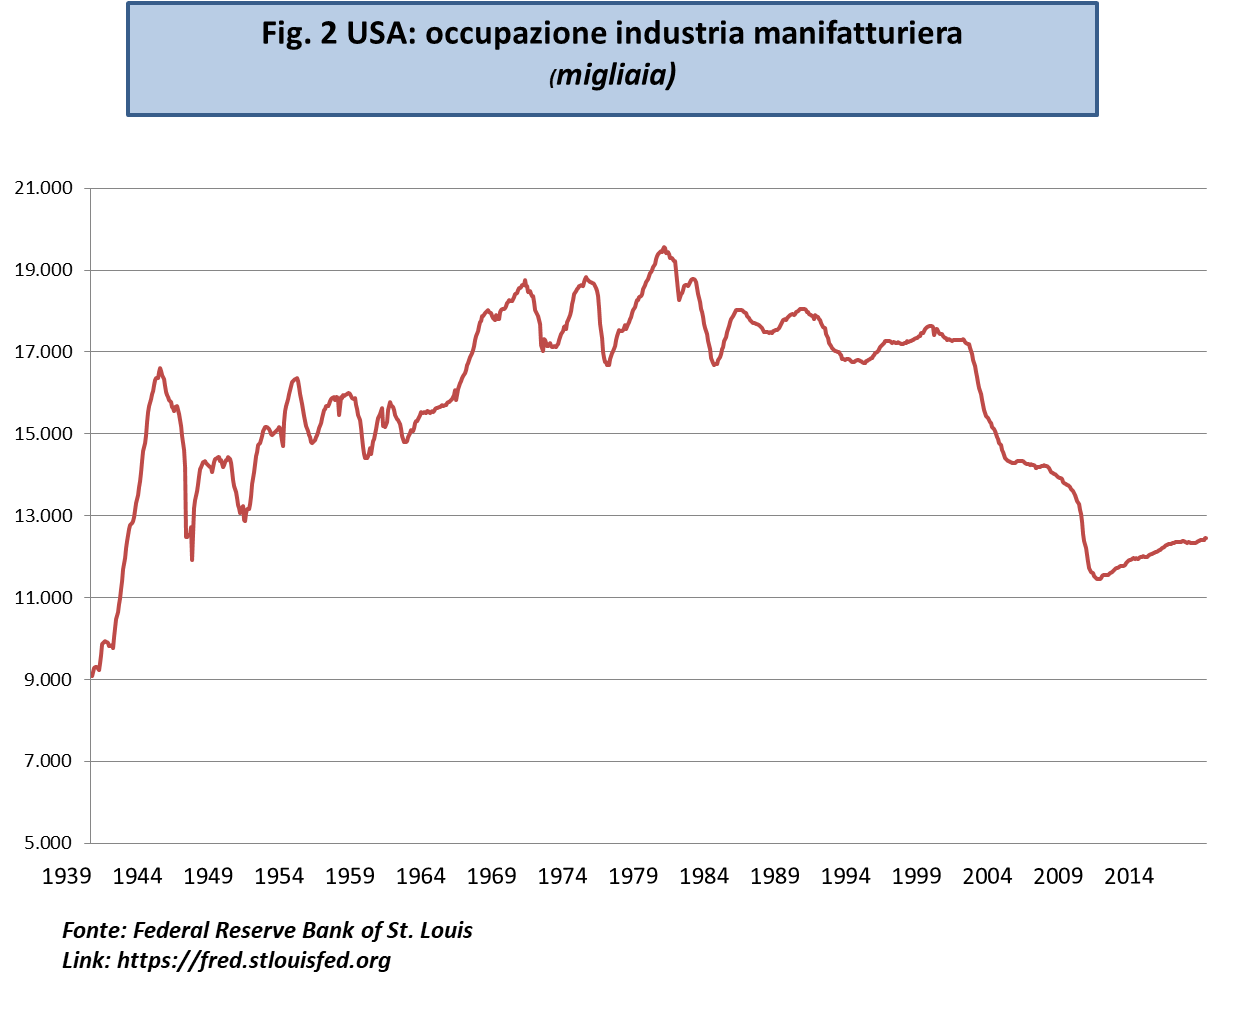 Fig. 2 USA: occupazione industria manifatturiera
(migliaia)
21.000
19.000
17.000
15.000
13.000
11.000
9.000
7.000
5.000
1939 1944 1949 1954 1959 1964 1969 1974 1979 1984 1989 1994 1999 2004 2009 2014
Fonte: Federal Reserve Bank of St. Louis
Link: https://fred.stlouisfed.org